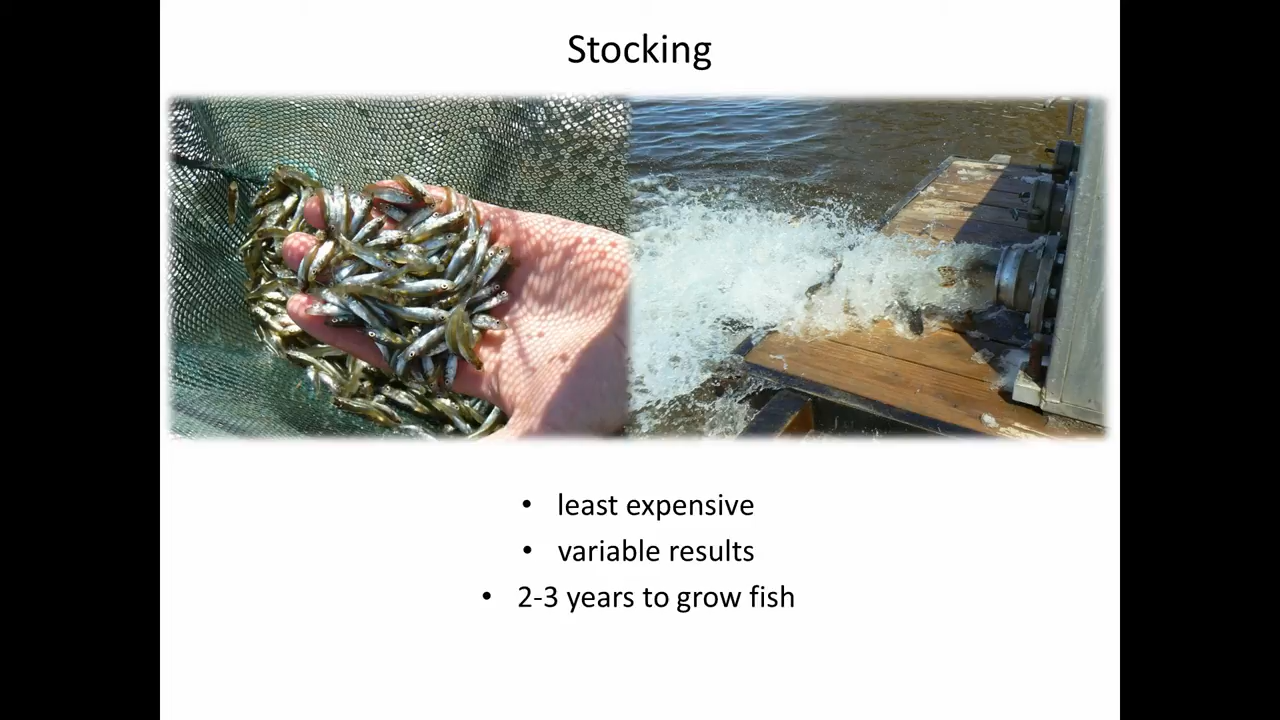 Stocking
• least expensive
• variable results
• 2-3 years to grow fish